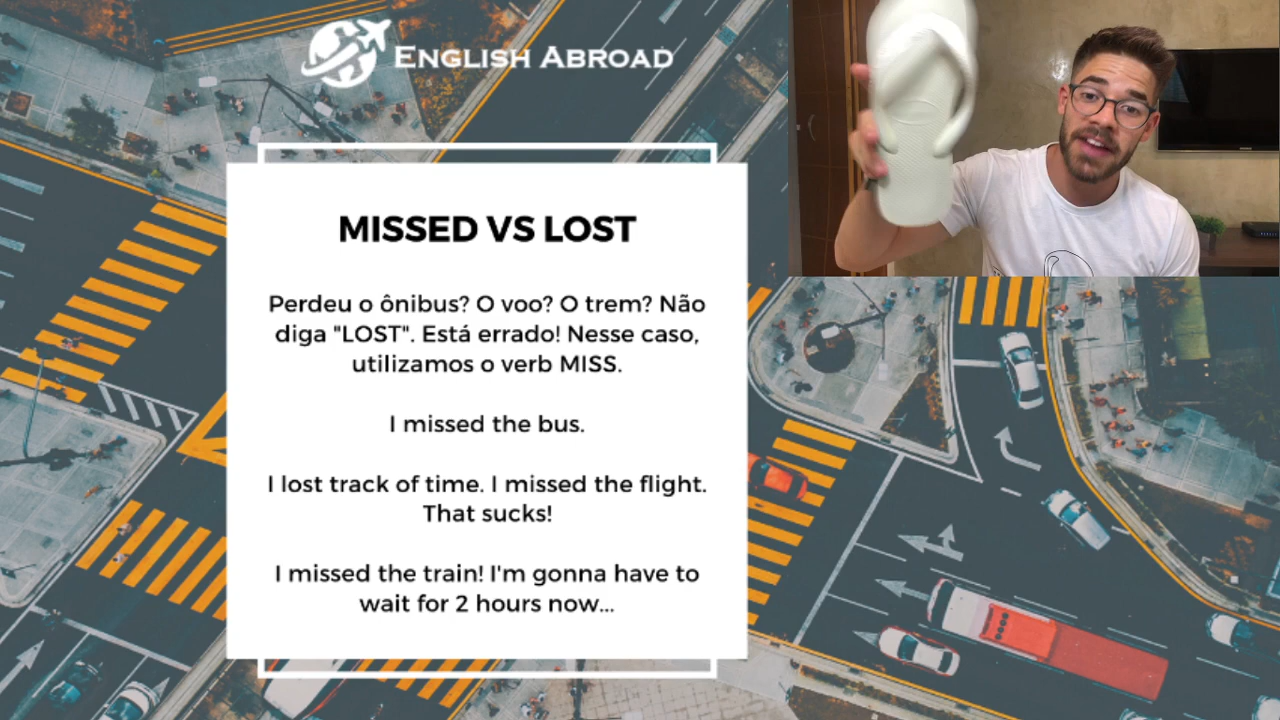 ENGLISH ABROAD
MISSED VS LOST
Perdeu o ônibus? O voo? O trem? Não
diga "LOST". Está errado! Nesse caso,
utilizamos o verb MISS.
I missed the bus.
I lost track of time. I missed the flight.
That sucks!
I missed the train! I'm gonna have to
wait for 2 hours now...